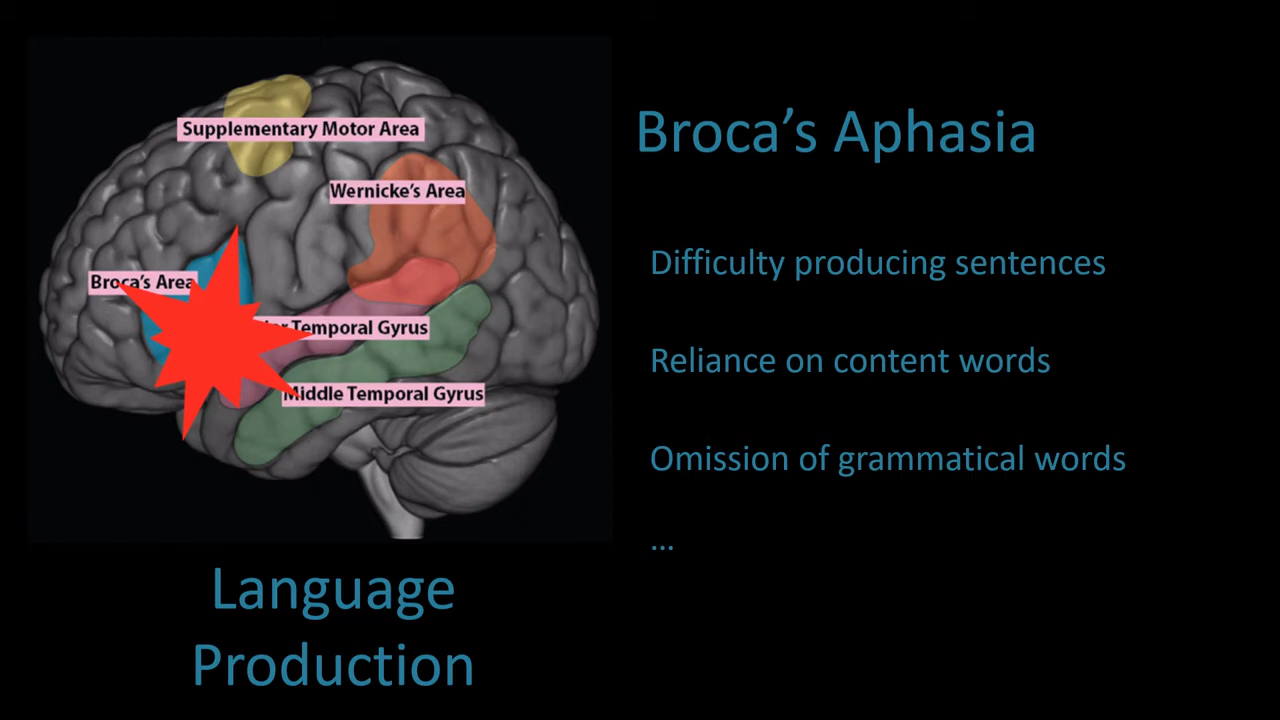 Supplementary Motor Area
Wernicke's Area
Broca's Area
Temporal Gyrus
Middle Temporal Gyrus
Language
Production
Broca’s Aphasia
Difficulty producing sentences
Reliance on content words
Omission of grammatical words
...